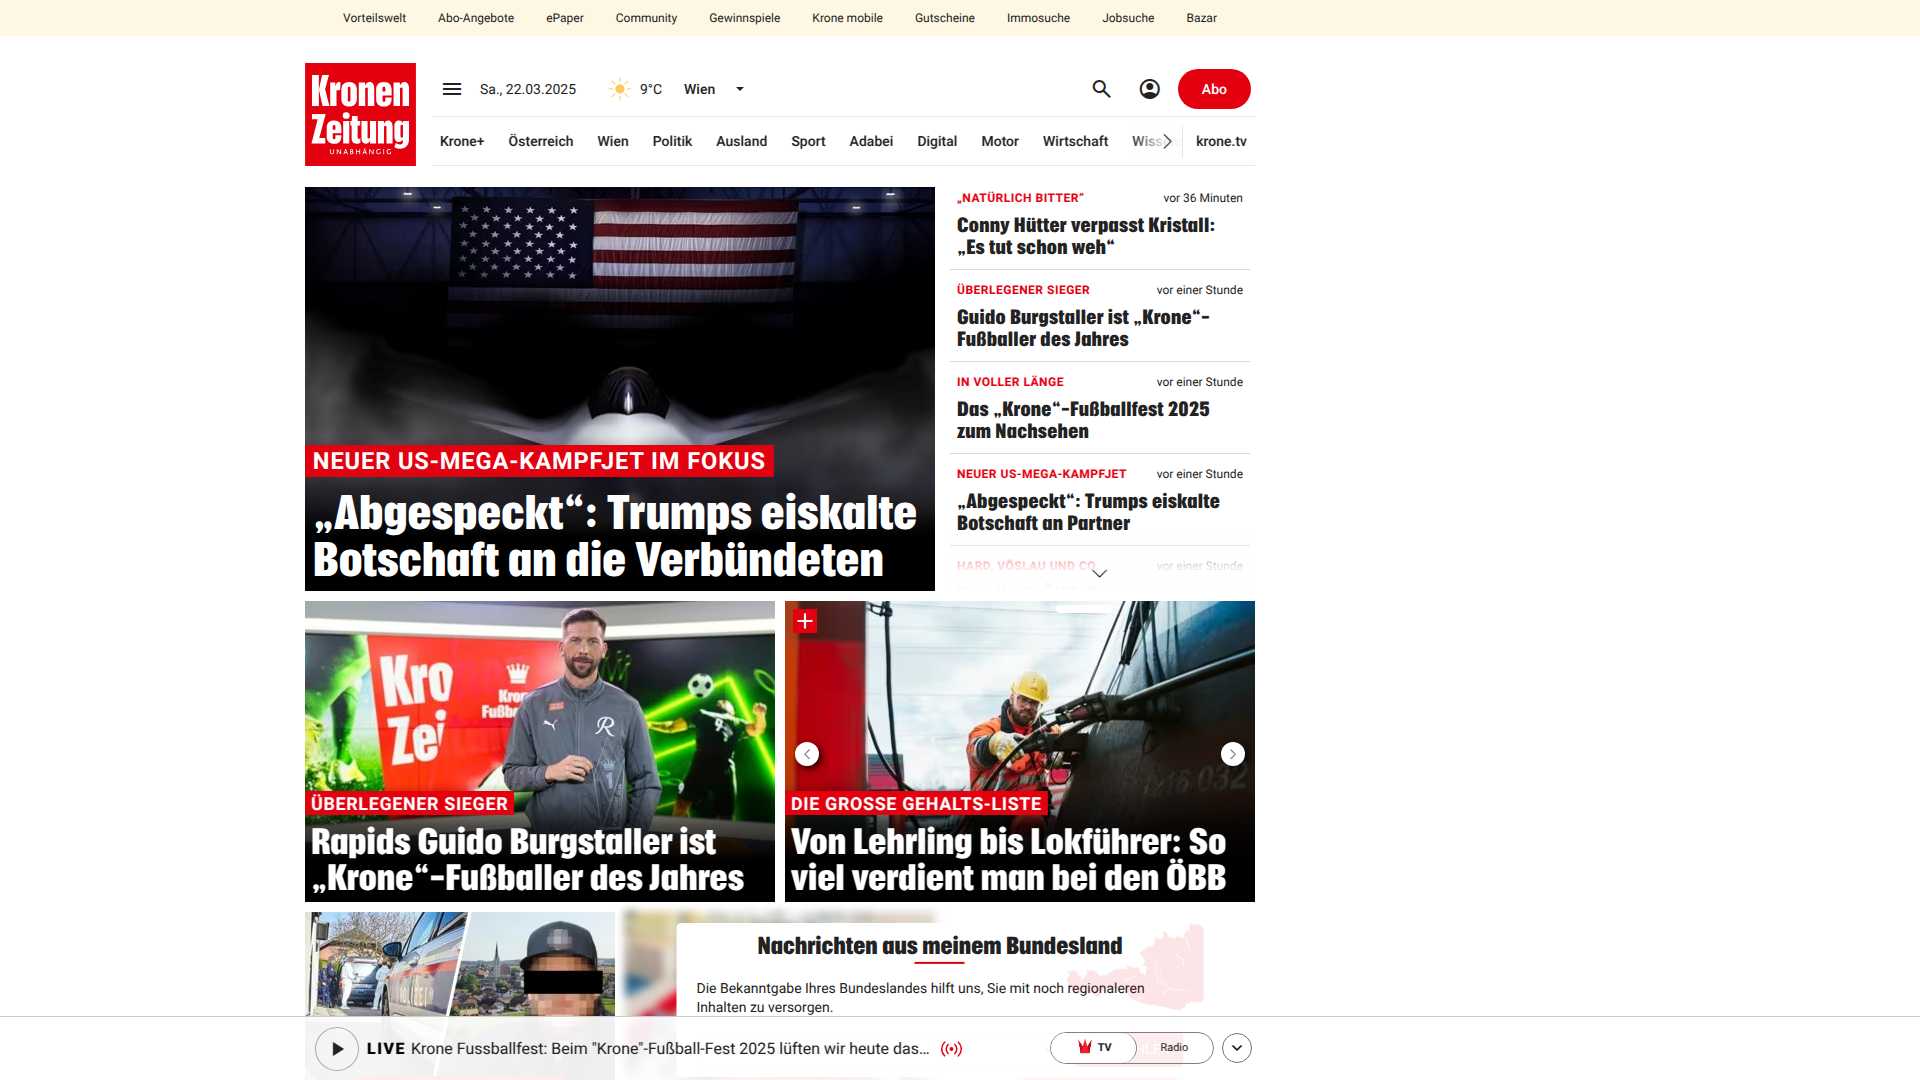 Vorteilswelt Abo-Angebote ePaper Community Gewinnspiele Krone mobile Gutscheine Immosuche Jobsuche Bazar
Kronen
Zeitung
UNABHÄNGIG
Sa., 22.03.2025 9°C Wien
Abo
Krone+ Österreich Wien Politik Ausland Sport Adabei Digital Motor Wirtschaft krone.tv
NEUER US-MEGA-KAMPFJET IM FOKUS
„Abgespeckt“: Trumps eiskalte
Botschaft an die Verbündeten
„NATÜRLICH BITTER“ vor 36 Minuten
Conny Hütter verpasst Kristall:
„Es tut schon weh“
ÜBERLEGENER SIEGER vor einer Stunde
Guido Burgstaller ist „Krone“-
Fußballer des Jahres
IN VOLLER LÄNGE vor einer Stunde
Das „Krone“-Fußballfest 2025
zum Nachsehen
NEUER US-MEGA-KAMPFJET vor einer Stunde
„Abgespeckt“: Trumps eiskalte
Botschaft an Partner
HARD, VÖSLAU UND CO. vor einer Stunde
Kro
Zei
ÜBERLEGENER SIEGER
Rapids Guido Burgstaller ist
„Krone“-Fußballer des Jahres
DIE GROSSE GEHALTS-LISTE
Von Lehrling bis Lokführer: So
viel verdient man bei den ÖBB
Nachrichten aus meinem Bundesland
Die Bekanntgabe Ihres Bundeslandes hilft uns, Sie mit noch regionaleren
Inhalten zu versorgen.
LIVE Krone Fussballfest: Beim "Krone"-Fußball-Fest 2025 lüften wir heute das...
TV Radio